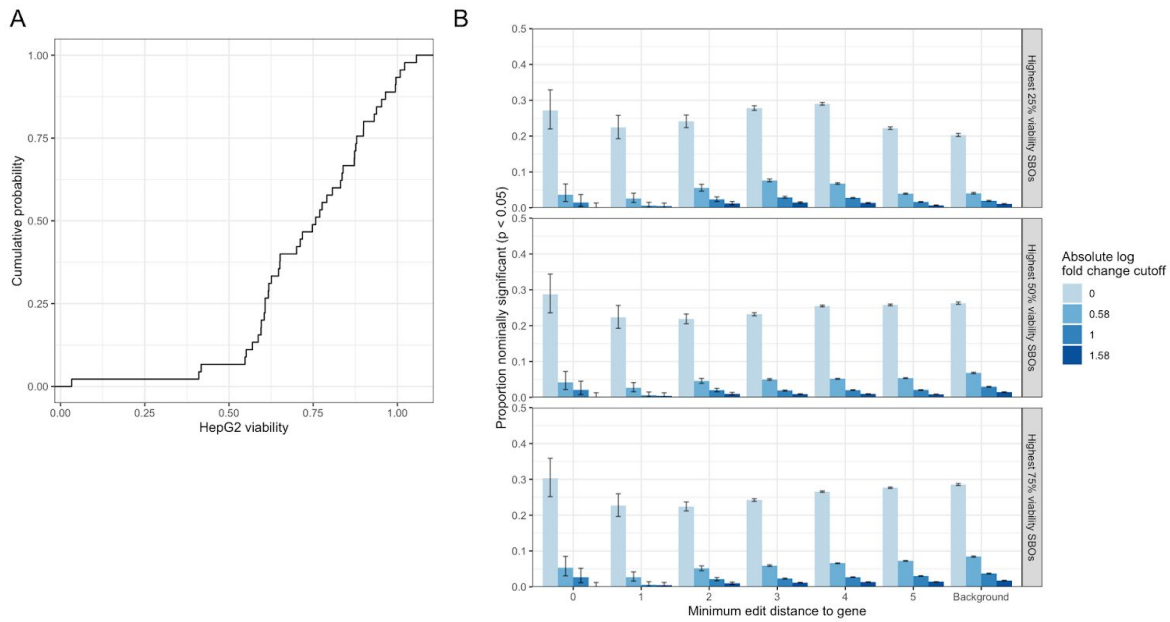 A
1.00
0.75
0.50
0.25
0.00
Cumulative probability
0.00 0.25 0.50 0.75 1.00
HepG2 viability
B
Proportion nominally significant (p < 0.05)
0.5
0.4
0.3
0.2
0.1
0.0
Highest 25% viability SBOs
0.5
0.4
0.3
0.2
0.1
0.0
Highest 50% viability SBOs
0.5
0.4
0.3
0.2
0.1
0.0
Highest 75% viability SBOs
0 1 2 3 4 5 Background
Minimum edit distance to gene
Absolute log
fold change cutoff
0
0.58
1
1.58